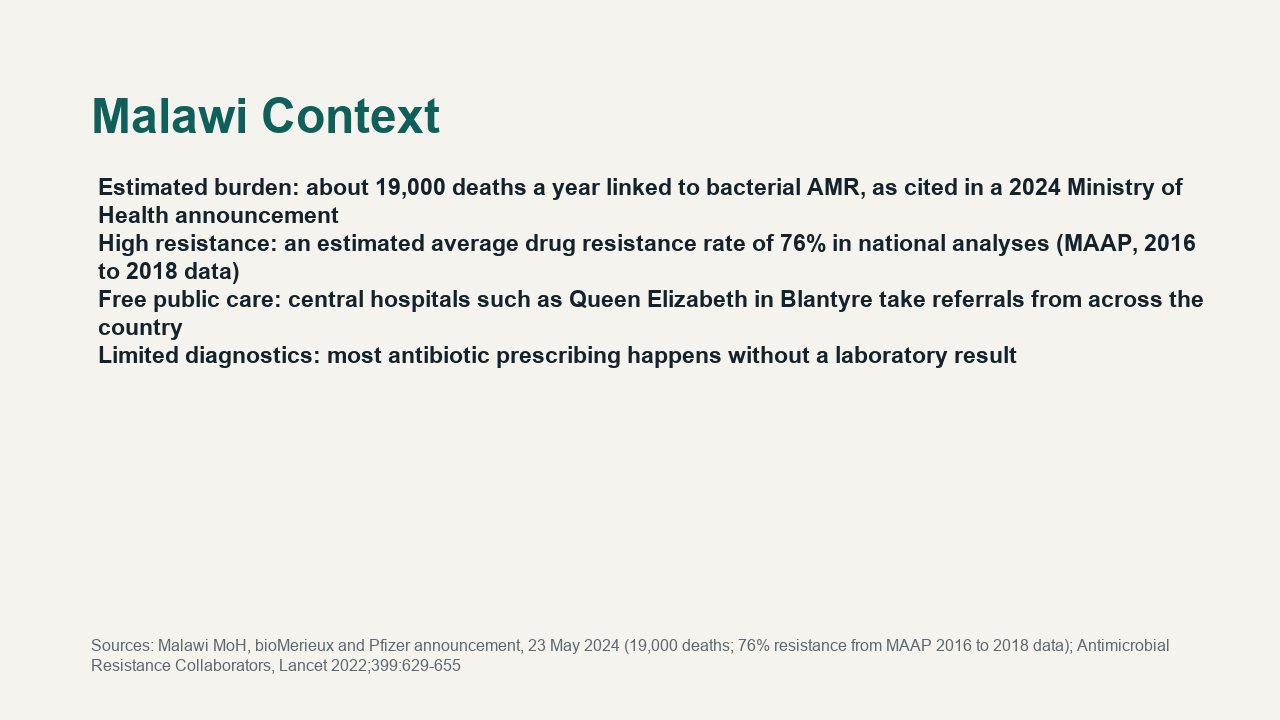 Malawi Context
Estimated burden: about 19,000 deaths a year linked to bacterial AMR, as cited in a 2024 Ministry of
Health announcement
High resistance: an estimated average drug resistance rate of 76% in national analyses (MAAP, 2016
to 2018 data)
Free public care: central hospitals such as Queen Elizabeth in Blantyre take referrals from across the
country
Limited diagnostics: most antibiotic prescribing happens without a laboratory result
Sources: Malawi MoH, bioMerieux and Pfizer announcement, 23 May 2024 (19,000 deaths; 76% resistance from MAAP 2016 to 2018 data); Antimicrobial
Resistance Collaborators, Lancet 2022;399:629-655